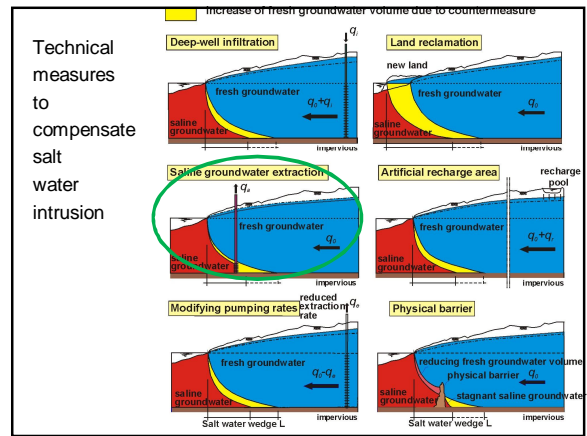 Increase of fresh groundwater volume due to countermeasure
Technical
measures
to
compensate
salt
water
intrusion
Deep-well infiltration
qi
fresh groundwater
q0+qi
saline
groundwater
impervious
Land reclamation
new land
fresh groundwater
q0
saline
groundwater
impervious
Saline groundwater extraction
qe
fresh groundwater
q0
saline
groundwater
impervious
Artificial recharge area
recharge
pool
fresh groundwater
q0+qr
saline
groundwater
impervious
Modifying pumping rates
reduced
extraction
rate
qe
fresh groundwater
q0-qe
saline
groundwater
impervious
Salt water wedge L
Physical barrier
reducing fresh groundwater volume
physical barrier
q0
saline
groundwater
stagnant saline groundwater
impervious
Salt water wedge L